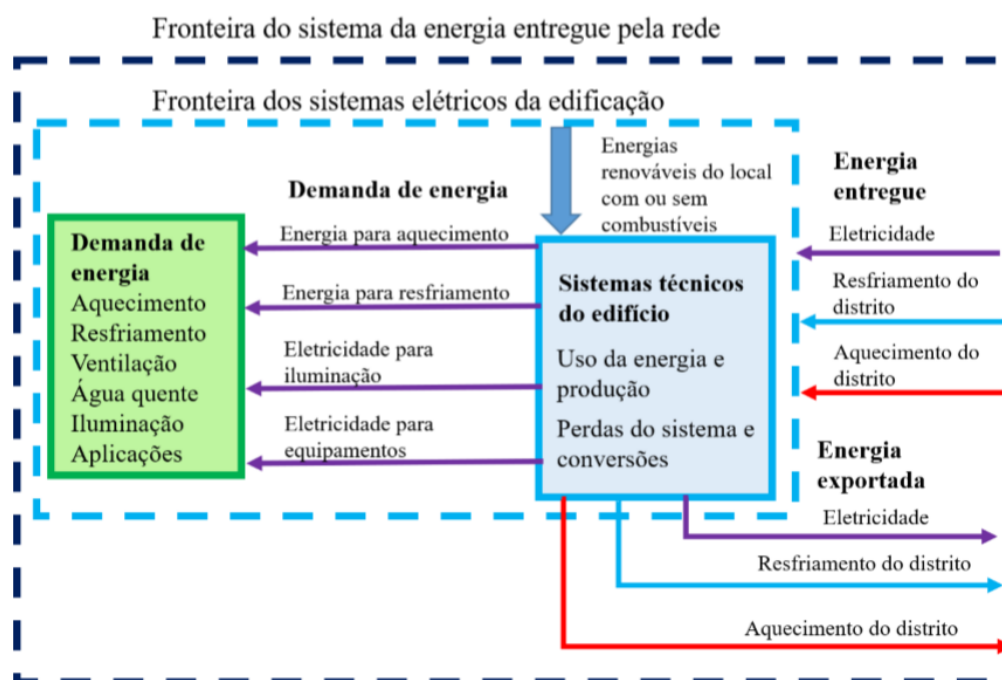 Fronteira do sistema da energia entregue pela rede
Fronteira dos sistemas elétricos da edificação
Energias
renováveis do local
com ou sem
combustíveis
Energia
entregue
Demanda de energia
Demanda de
energia
Aquecimento
Resfriamento
Ventilação
Água quente
Iluminação
Aplicações
Energia para aquecimento
Energia para resfriamento
Eletricidade para
iluminação
Eletricidade para
equipamentos
Sistemas técnicos
do edifício
Uso da energia e
produção
Perdas do sistema e
conversões
Eletricidade
Resfriamento do
distrito
Aquecimento do
distrito
Energia
exportada
Eletricidade
Resfriamento do distrito
Aquecimento do distrito